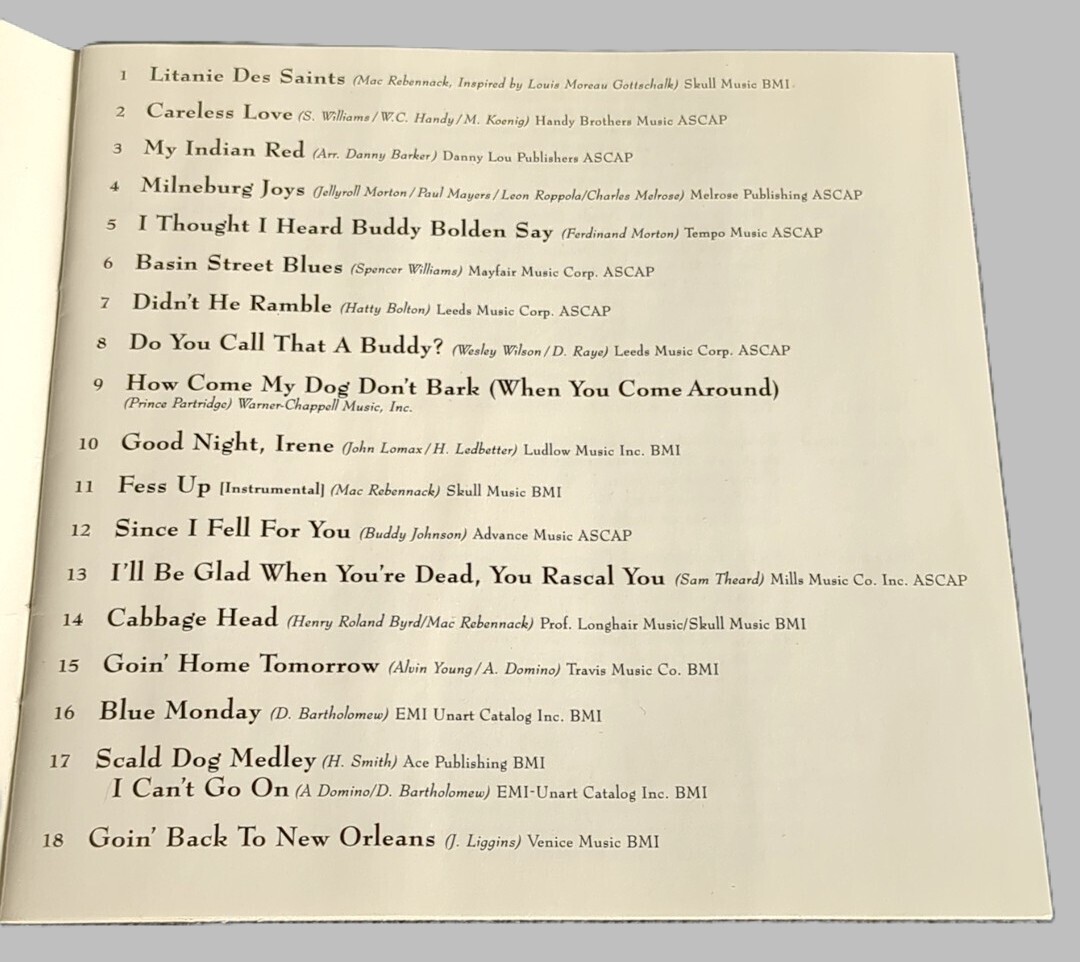 1 Litanie Des Saints (Mac Rebennack, Inspired by Louis Moreau Gottschalk) Skull Music BMI
2 Careless Love (S. Williams/W.C. Handy/M. Koenig) Handy Brothers Music ASCAP
3 My Indian Red (Arr. Danny Barker) Danny Lou Publishers ASCAP
4 Milneburg Joys (Jellyroll Morton/Paul Mayers/Leon Roppola/Charles Melrose) Melrose Publishing ASCAP
5 I Thought I Heard Buddy Bolden Say (Ferdinand Morton) Tempo Music ASCAP
6 Basin Street Blues (Spencer Williams) Mayfair Music Corp. ASCAP
7 Didn't He Ramble (Hatty Bolton) Leeds Music Corp. ASCAP
8 Do You Call That A Buddy? (Wesley Wilson/D. Raye) Leeds Music Corp. ASCAP
9 How Come My Dog Don't Bark (When You Come Around)
(Prince Partridge) Warner-Chappell Music, Inc.
10 Good Night, Irene (John Lomax/H. Ledbetter) Ludlow Music Inc. BMI
11 Fess Up [Instrumental] (Mac Rebennack) Skull Music BMI
12 Since I Fell For You (Buddy Johnson) Advance Music ASCAP
13 I'll Be Glad When You're Dead, You Rascal You (Sam Theard) Mills Music Co. Inc. ASCAP
14 Cabbage Head (Henry Roland Byrd/Mac Rebennack) Prof. Longhair Music/Skull Music BMI
15 Goin' Home Tomorrow (Alvin Young/A. Domino) Travis Music Co. BMI
16 Blue Monday (D. Bartholomew) EMI Unart Catalog Inc. BMI
17 Scald Dog Medley (H. Smith) Ace Publishing BMI
I Can't Go On (A Domino/D. Bartholomew) EMI-Unart Catalog Inc. BMI
18 Goin' Back To New Orleans (J. Liggins) Venice Music BMI